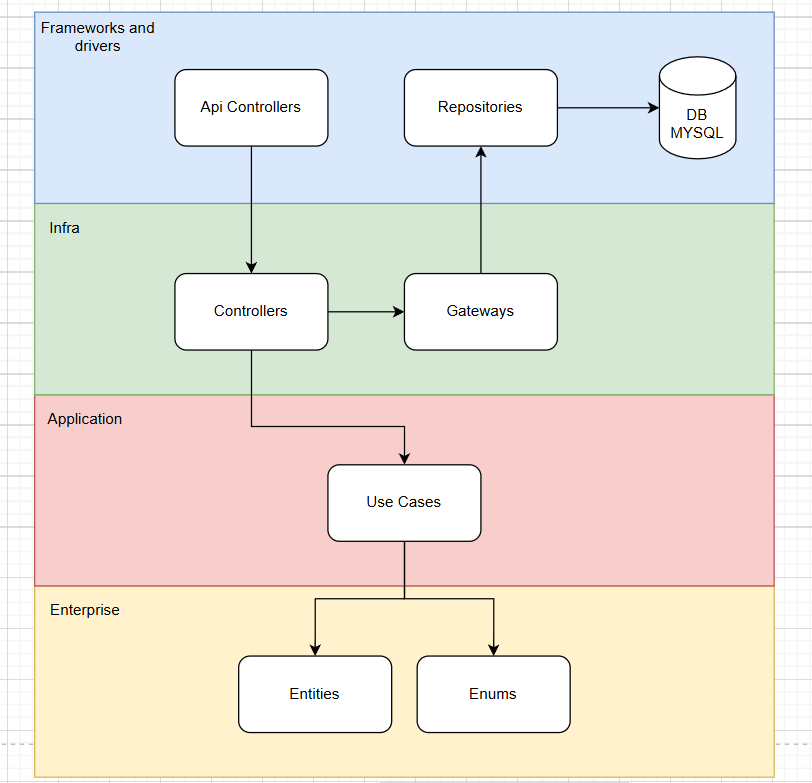 Frameworks and
drivers
Api Controllers
Repositories
DB
MYSQL
Infra
Controllers
Gateways
Application
Use Cases
Enterprise
Entities
Enums